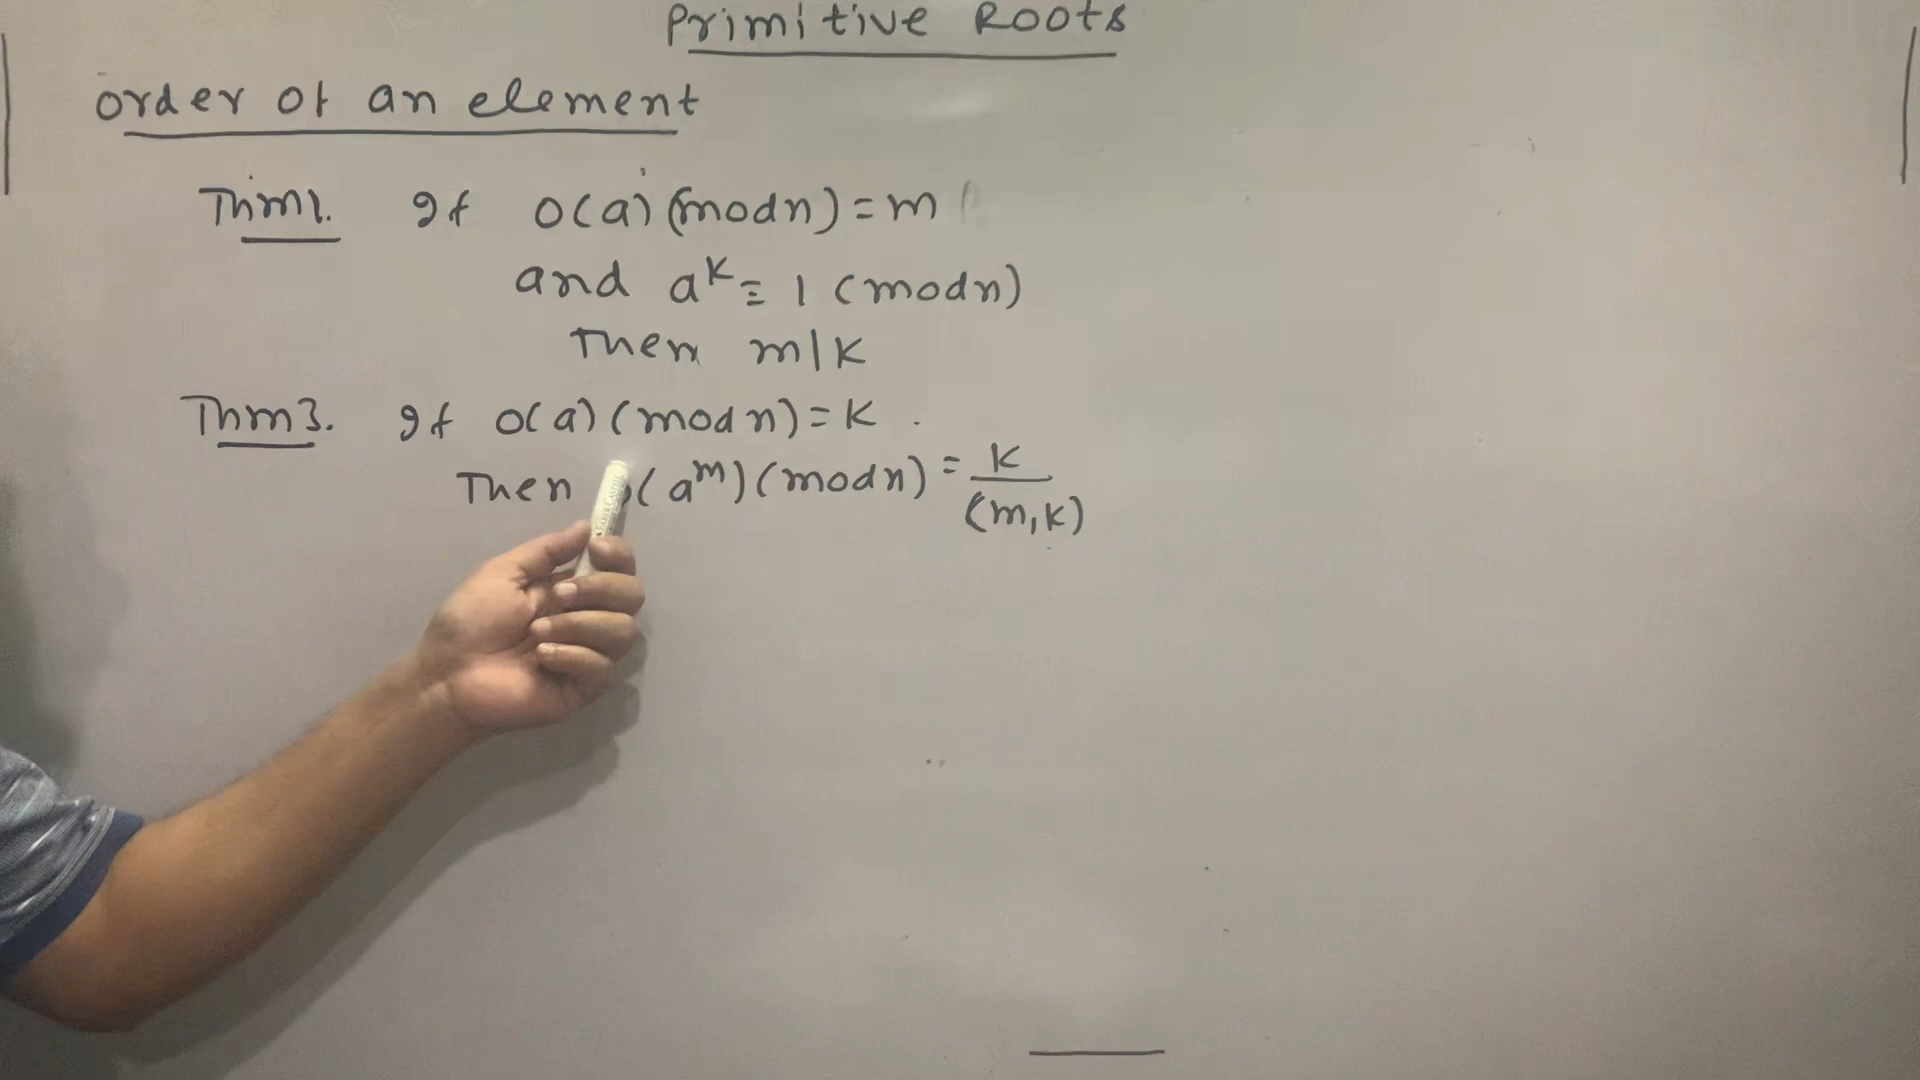 Primitive Roots
order of an element
Thm1. If o(a) (mod n) = m
and a^k ≡ 1 (mod n)
Then m|k
Thm3. If o(a) (mod n) = k .
Then o(a^m) (mod n) = k/(m,k)